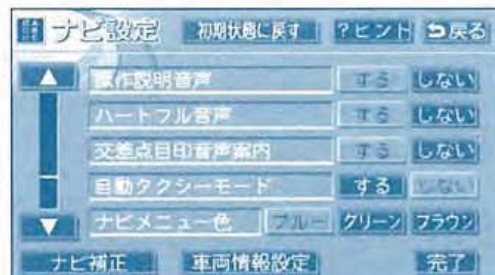 ナビ設定 初期状態に戻す ?ヒント 戻る
操作説明音声 する しない
ハートフル音声 する しない
交差点目印音声案内 する しない
自動タクシーモード する しない
ナビメニュー色 ブルー グリーン ブラウン
ナビ補正 車両情報設定 完了